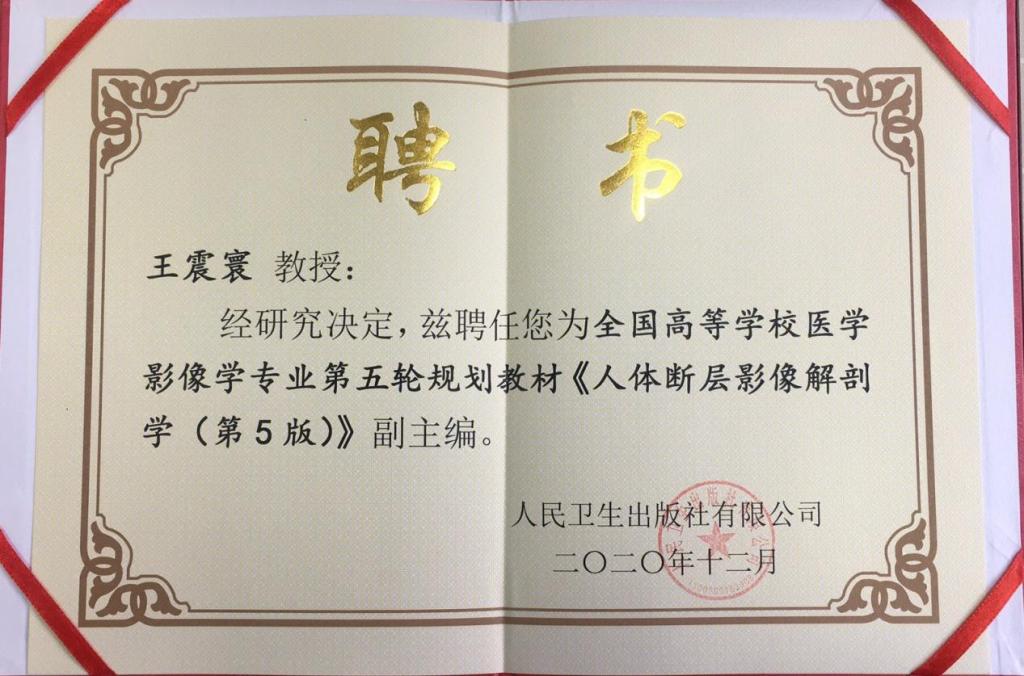 聘 书
王震寰 教授：
经研究决定，兹聘任您为全国高等学校医学
影像学专业第五轮规划教材《人体断层影像解剖
学（第5版）》副主编。
人民卫生出版社有限公司
二〇二〇年十二月